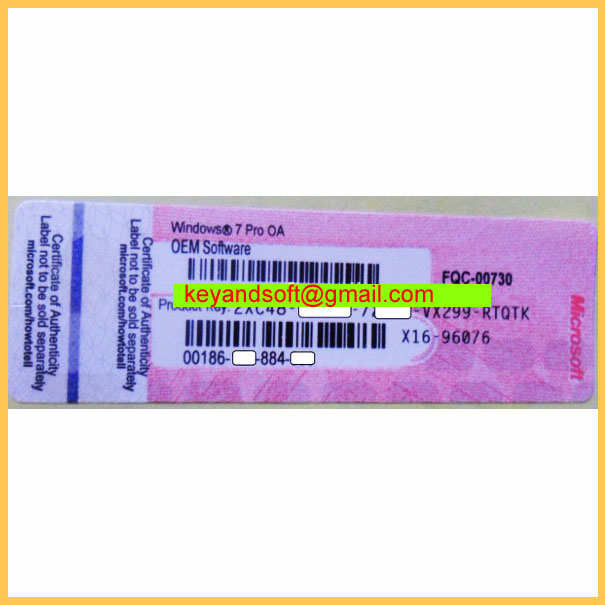 Certificate of Authenticity
Label not to be sold separately
microsoft.com/howtotell
Certificate of Authenticity
Label not to be sold separately
microsoft.com/howtotell
Windows® 7 Pro OA
OEM Software
FQC-00730
keyandsoft@gmail.com
Product Key: 2XC4B- -7 -VX299-RTQTK
X16-96076
00186- -884-
Microsoft